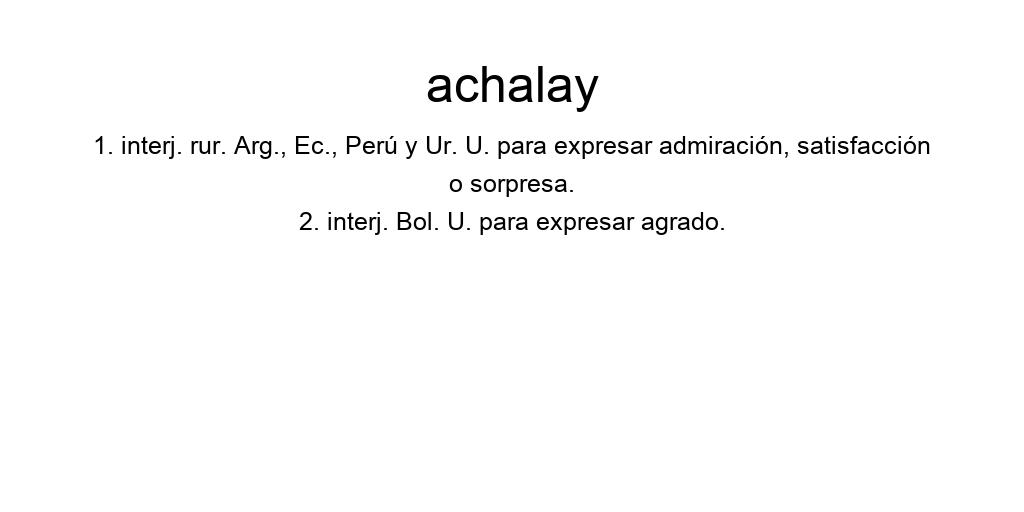 achalay
1. interj. rur. Arg., Ec., Perú y Ur. U. para expresar admiración, satisfacción
o sorpresa.
2. interj. Bol. U. para expresar agrado.